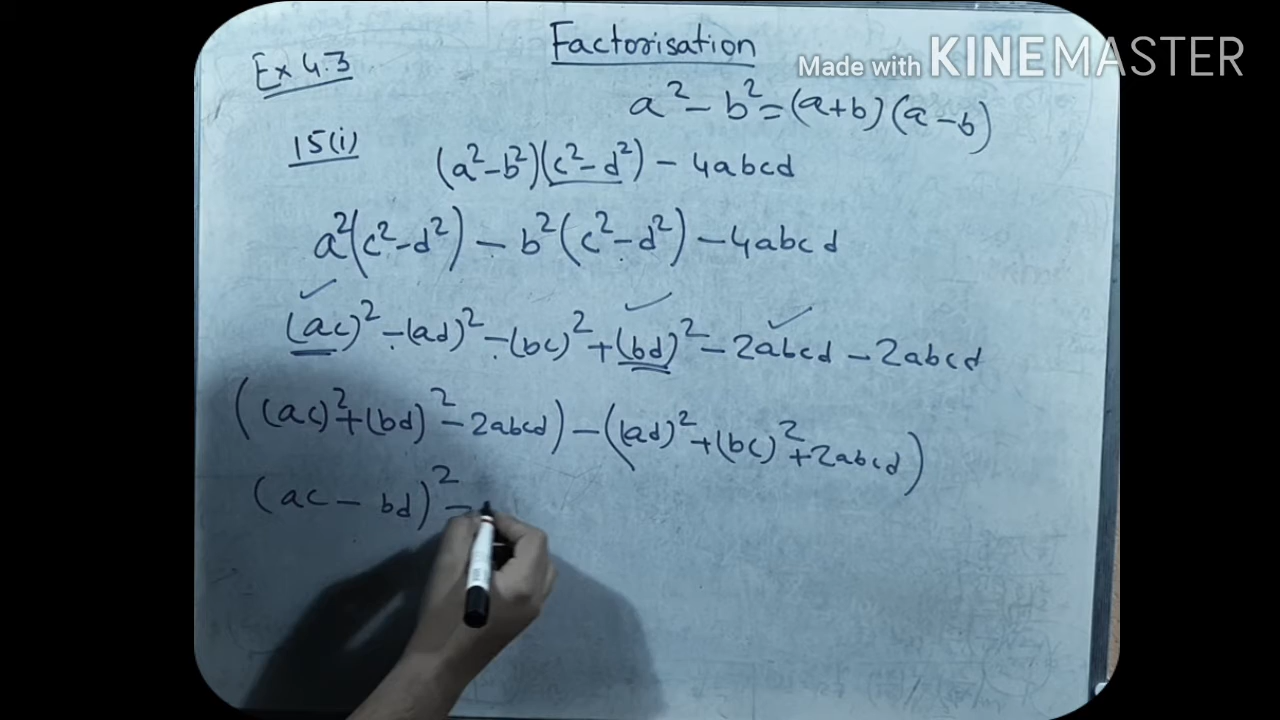 Factorisation
Made with KINEMASTER
Ex 4.3
a² - b² = (a+b)(a-b)
15(i)
(a²-b²)(c²-d²) - 4abcd
a²(c²-d²) - b²(c²-d²) - 4abcd
(ac)² - (ad)² - (bc)² + (bd)² - 2abcd - 2abcd
((ac)² + (bd)² - 2abcd) - ((ad)² + (bc)² + 2abcd)
(ac - bd)² -